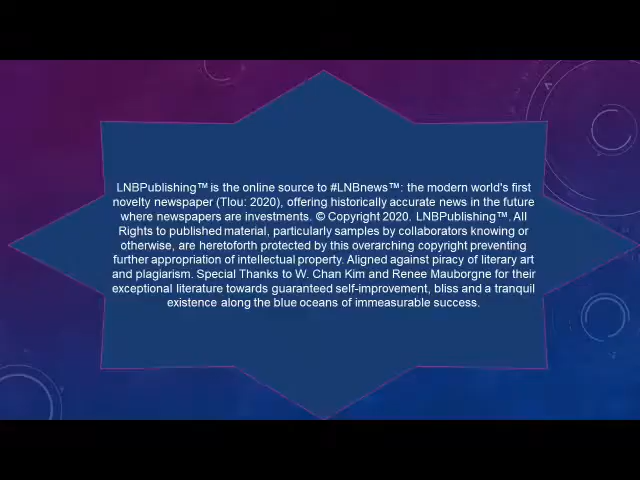 LNBPublishing™ is the online source to #LNBnews™: the modern world's first
novelty newspaper (Tlou: 2020), offering historically accurate news in the future
where newspapers are investments. © Copyright 2020. LNBPublishing™. All
Rights to published material, particularly samples by collaborators knowing or
otherwise, are heretoforth protected by this overarching copyright preventing
further appropriation of intellectual property. Aligned against piracy of literary art
and plagiarism. Special Thanks to W. Chan Kim and Renee Mauborgne for their
exceptional literature towards guaranteed self-improvement, bliss and a tranquil
existence along the blue oceans of immeasurable success.